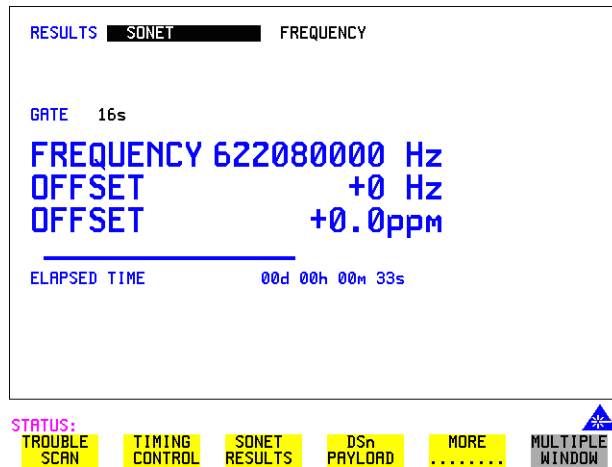 RESULTS SONET FREQUENCY
GATE 16s
FREQUENCY 622080000 Hz
OFFSET +0 Hz
OFFSET +0.0ppm
ELAPSED TIME 00d 00h 00m 33s
STATUS:
TROUBLE SCAN TIMING CONTROL SONET RESULTS DSn PAYLOAD MORE ........ MULTIPLE WINDOW